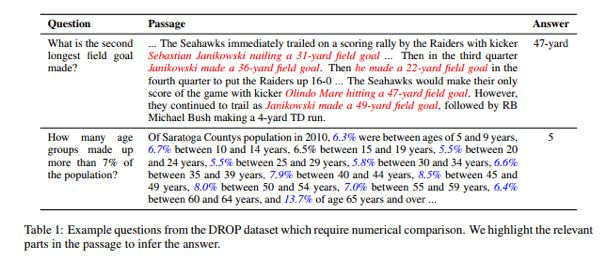 Question Passage Answer
What is the second ... The Seahawks immediately trailed on a scoring rally by the Raiders with kicker 47-yard
longest field goal Sebastian Janikowski nailing a 31-yard field goal ... Then in the third quarter
made? Janikowski made a 36-yard field goal. Then he made a 22-yard field goal in the
fourth quarter to put the Raiders up 16-0 ... The Seahawks would make their only
score of the game with kicker Olindo Mare hitting a 47-yard field goal. However,
they continued to trail as Janikowski made a 49-yard field goal, followed by RB
Michael Bush making a 4-yard TD run.
How many age Of Saratoga Countys population in 2010, 6.3% were between ages of 5 and 9 years, 5
groups made up 6.7% between 10 and 14 years, 6.5% between 15 and 19 years, 5.5% between 20
more than 7% of and 24 years, 5.5% between 25 and 29 years, 5.8% between 30 and 34 years, 6.6%
the population? between 35 and 39 years, 7.9% between 40 and 44 years, 8.5% between 45 and
49 years, 8.0% between 50 and 54 years, 7.0% between 55 and 59 years, 6.4%
between 60 and 64 years, and 13.7% of age 65 years and over ...
Table 1: Example questions from the DROP dataset which require numerical comparison. We highlight the relevant
parts in the passage to infer the answer.